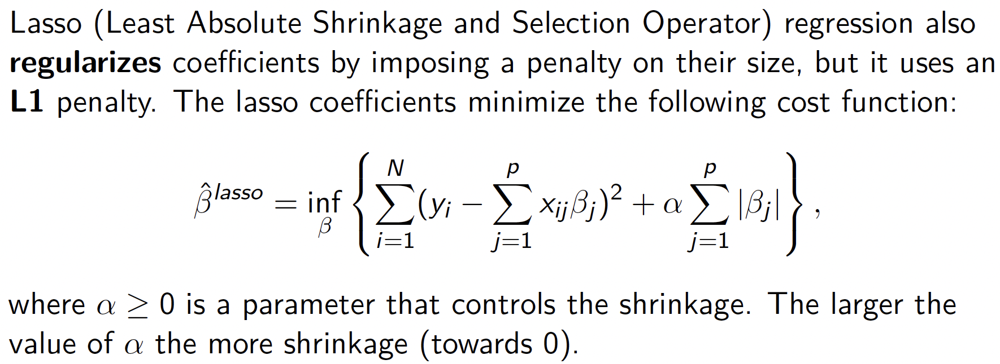 Lasso (Least Absolute Shrinkage and Selection Operator) regression also
regularizes coefficients by imposing a penalty on their size, but it uses an
L1 penalty. The lasso coefficients minimize the following cost function:
$\hat{\beta}^{lasso} = \inf_{\beta} \left\{ \sum_{i=1}^{N} (y_i - \sum_{j=1}^{p} x_{ij}\beta_j)^2 + \alpha \sum_{j=1}^{p} |\beta_j| \right\},$
where α ≥ 0 is a parameter that controls the shrinkage. The larger the
value of α the more shrinkage (towards 0).